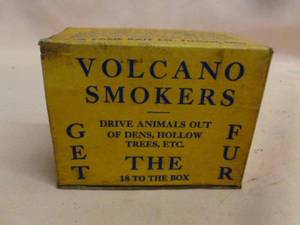 VOLCANO
SMOKERS
DRIVE ANIMALS OUT
OF DENS, HOLLOW
TREES, ETC.
GET
THE
FUR
18 TO THE BOX